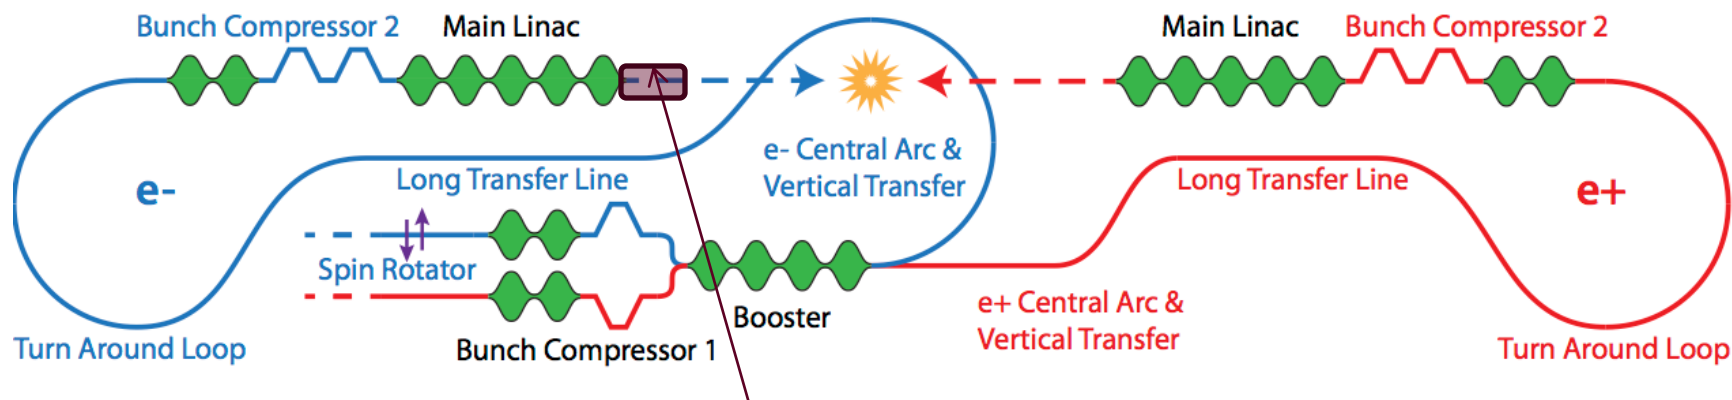 Bunch Compressor 2
Main Linac
Main Linac
Bunch Compressor 2
e- Central Arc &
Vertical Transfer
e-
Long Transfer Line
Long Transfer Line
e+
Spin Rotator
Booster
e+ Central Arc &
Vertical Transfer
Turn Around Loop
Bunch Compressor 1
Turn Around Loop